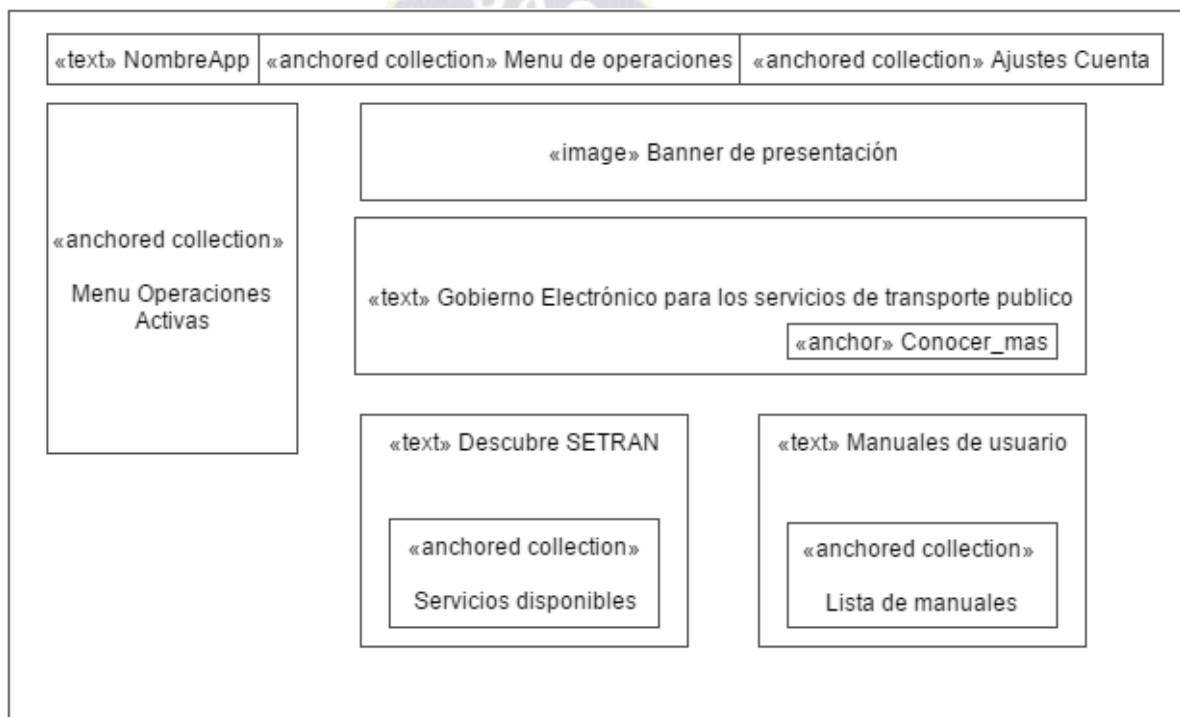 «text» NombreApp
«anchored collection» Menu de operaciones
«anchored collection» Ajustes Cuenta
«anchored collection»
Menu Operaciones
Activas
«image» Banner de presentación
«text» Gobierno Electrónico para los servicios de transporte publico
«anchor» Conocer_mas
«text» Descubre SETRAN
«anchored collection»
Servicios disponibles
«text» Manuales de usuario
«anchored collection»
Lista de manuales